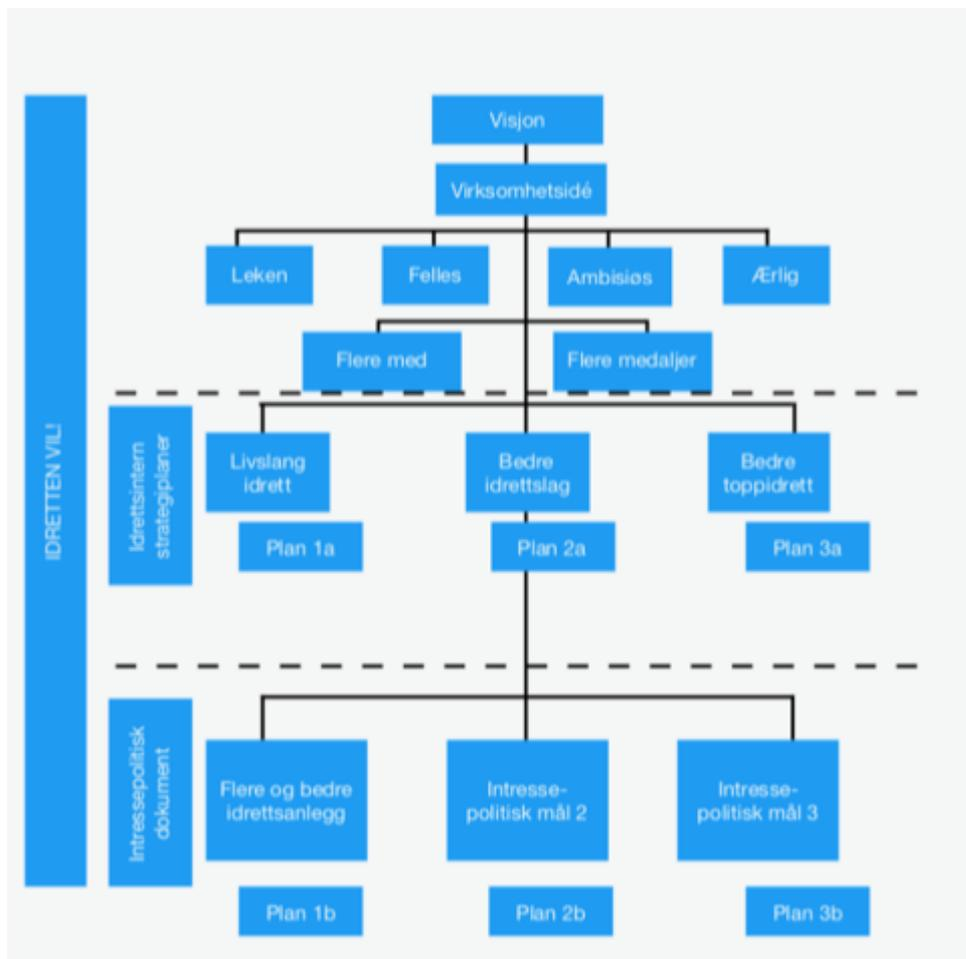 Visjon
Virksomhetsidé
Leken
Felles
Ambisiøs
Ærlig
Flere med
Flere medaljer
IDRETTEN VIL!
Idrettsintern
strategiplaner
Livslang
idrett
Bedre
idrettslag
Bedre
toppidrett
Plan 1a
Plan 2a
Plan 3a
Intressepolitisk
dokument
Flere og bedre
idrettsanlegg
Intresse-
politisk mål 2
Intresse-
politisk mål 3
Plan 1b
Plan 2b
Plan 3b